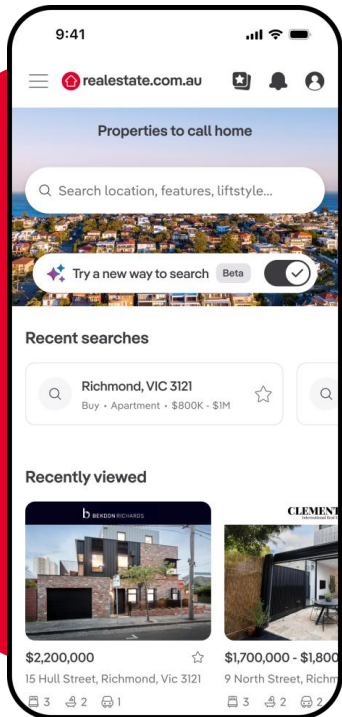 9:41
realestate.com.au
Properties to call home
Search location, features, liftstyle...
Try a new way to search Beta
Recent searches
Richmond, VIC 3121
Buy • Apartment • $800K - $1M
Recently viewed
b BEKDON RICHARDS
CLEMENT
$2,200,000
$1,700,000 - $1,800
15 Hull Street, Richmond, Vic 3121
9 North Street, Richm
3 2 1
3 2 2